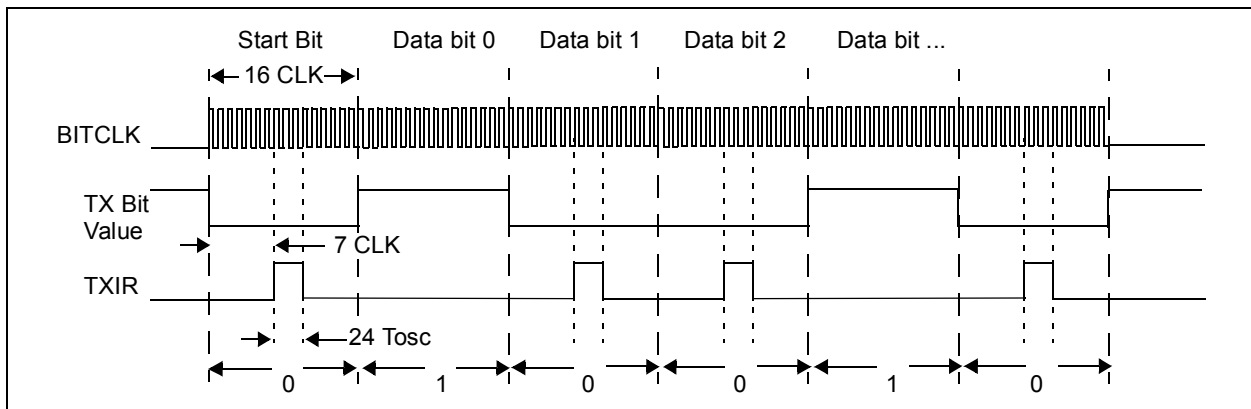 Start Bit Data bit 0 Data bit 1 Data bit 2 Data bit ...
16 CLK
BITCLK
TX Bit
Value
7 CLK
TXIR
24 Tosc
0 1 0 0 1 0